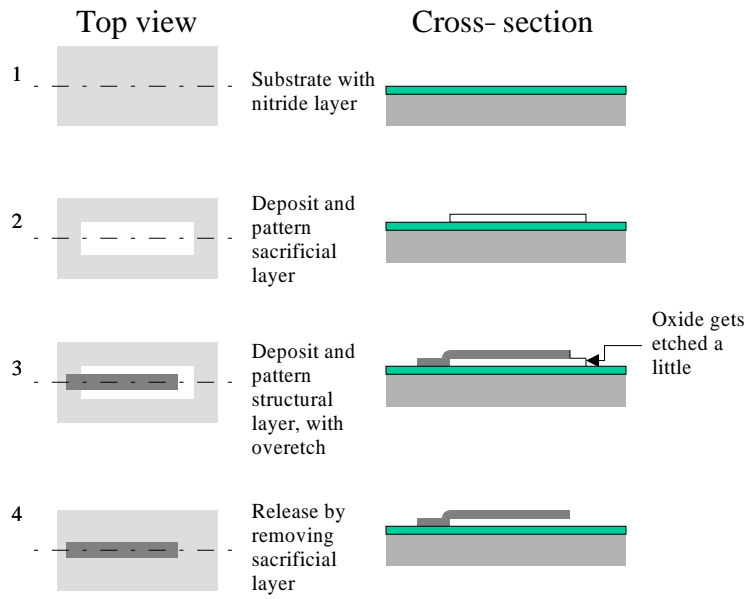 Top view
Cross- section
1
Substrate with
nitride layer
2
Deposit and
pattern
sacrificial
layer
3
Deposit and
pattern
structural
layer, with
overetch
Oxide gets
etched a
little
4
Release by
removing
sacrificial
layer